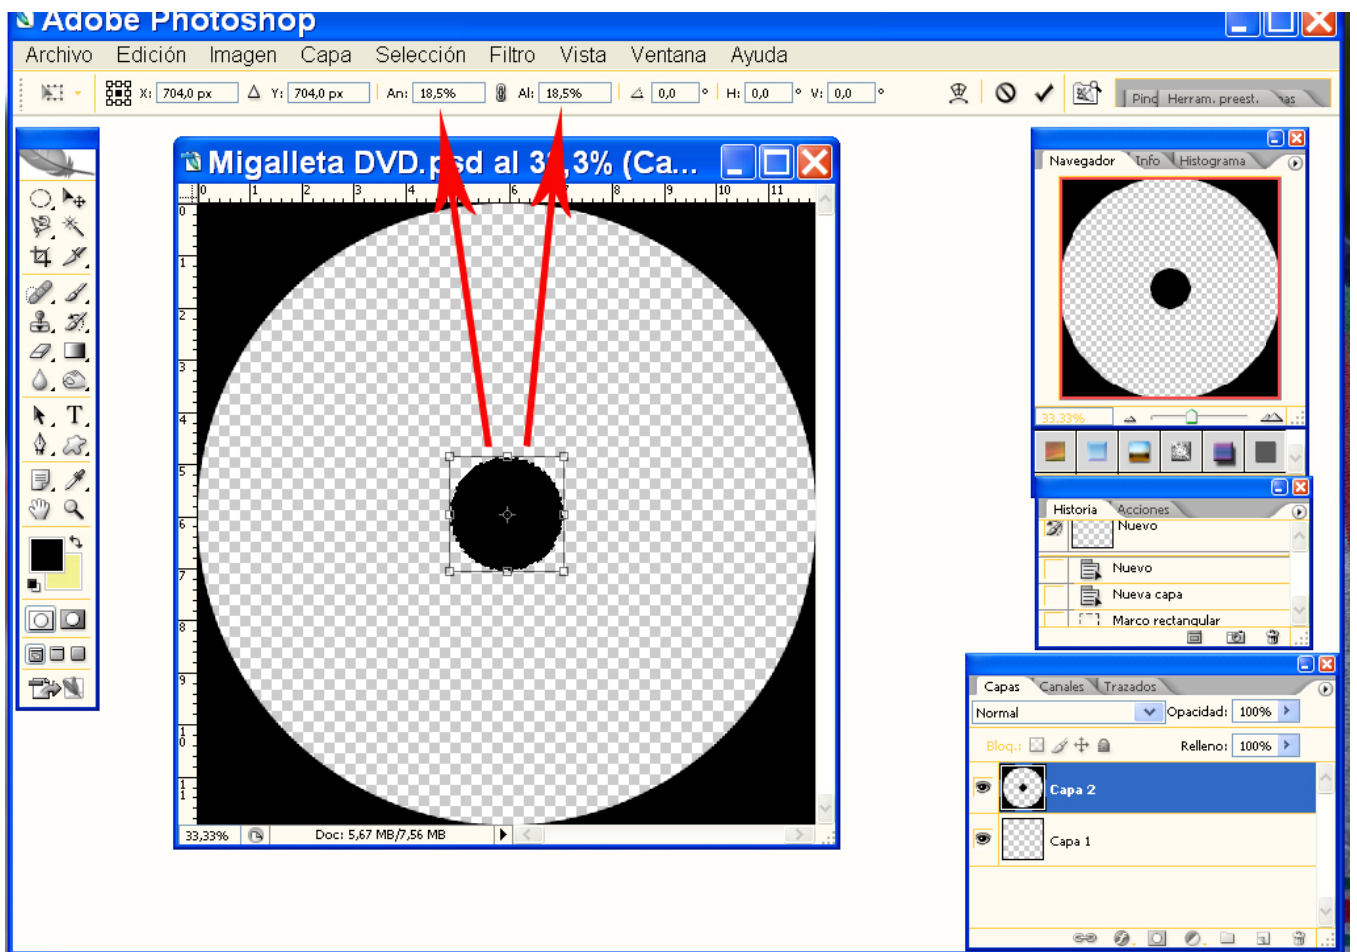 Adobe Photoshop
Archivo Edición Imagen Capa Selección Filtro Vista Ventana Ayuda
X: 704,0 px Y: 704,0 px An: 18,5% Al: 18,5% 0,0 ° H: 0,0 ° V: 0,0 °
Herram. preest.
Migalleta DVD.psd al 33,3% (Ca...
0 1 2 3 4 5 6 7 8 9 10 11
0
1
2
3
4
5
6
7
8
9
10
11
33,33% Doc: 5,67 MB/7,56 MB
T
Navegador Info Histograma
33.33%
Historia Acciones
Nuevo
Nuevo
Nueva capa
Marco rectangular
Capas Canales Trazados
Normal Opacidad: 100%
Bloq.: Relleno: 100%
Capa 2
Capa 1